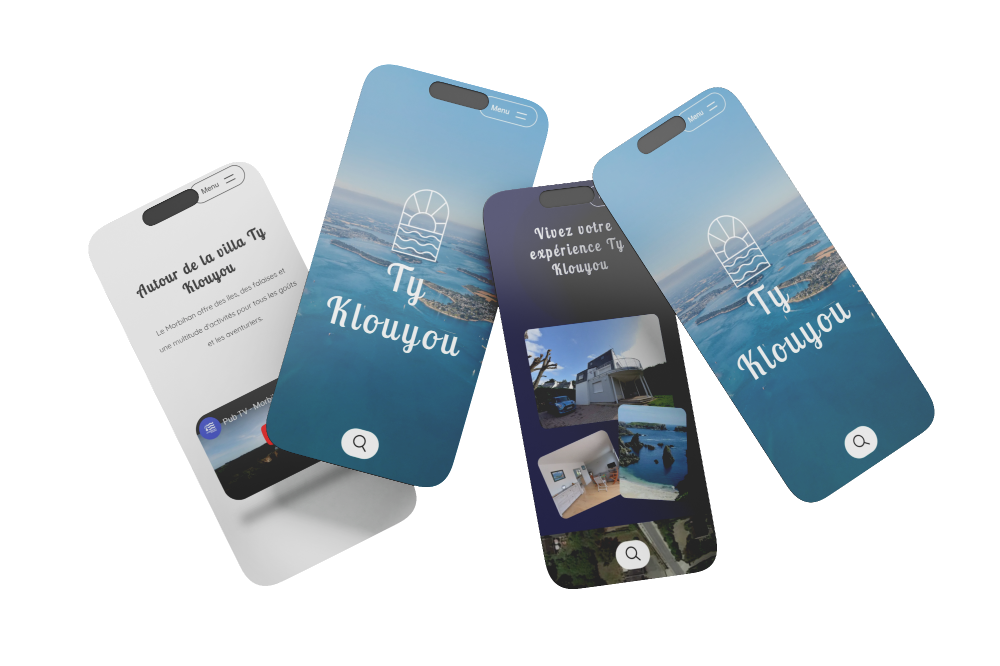 Menu
Autour de la villa Ty
Klouyou
Le Morbihan offre des îles, des falaises et
une multitude d'activités pour tous les goûts
et les aventuriers.
Pub TV - Morbi
Menu
Ty
Klouyou
Vivez votre
expérience Ty
Klouyou
Menu
Ty
Klouyou